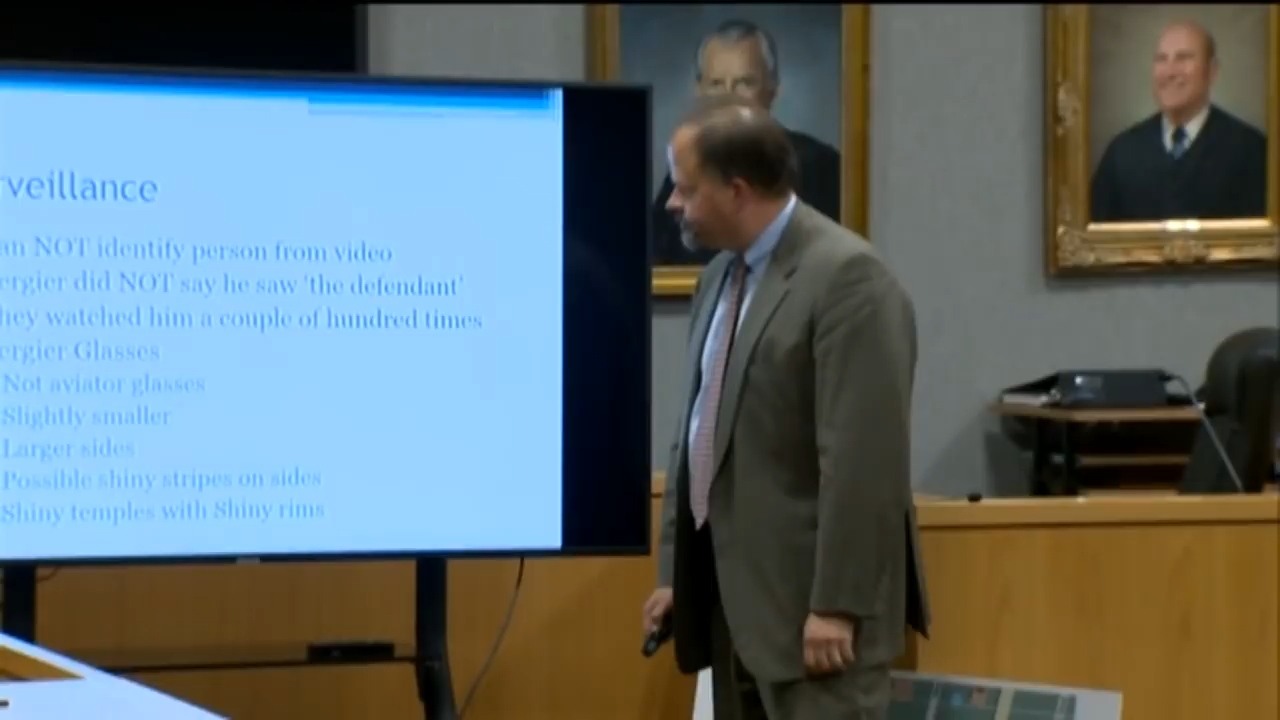 rveillance
an NOT identify person from video
ergier did NOT say he saw 'the defendant'
hey watched him a couple of hundred times
ergier Glasses
Not aviator glasses
Slightly smaller
Larger sides
Possible shiny stripes on sides
Shiny temples with Shiny rims